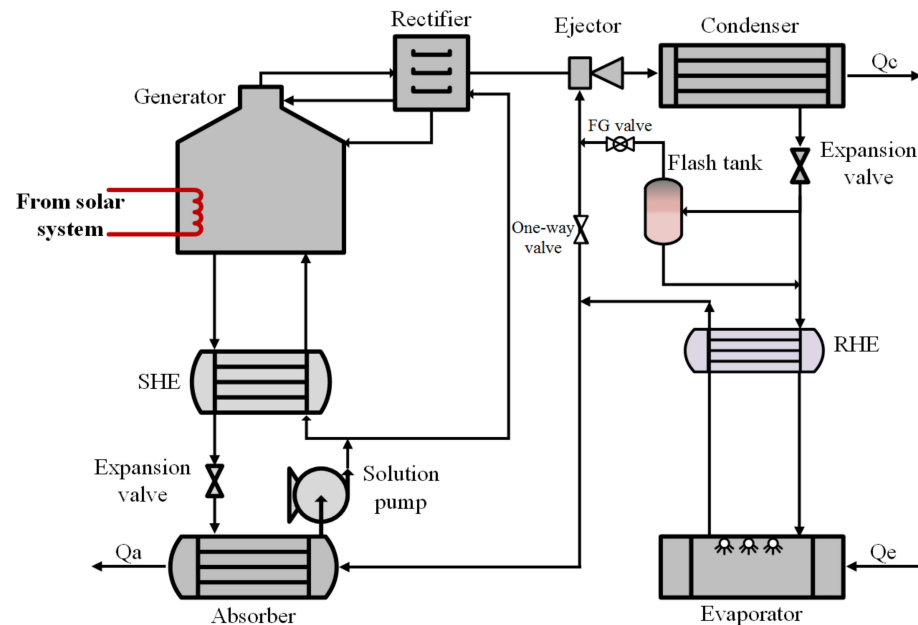 Rectifier
Ejector
Condenser
Qc
Generator
FG valve
Flash tank
Expansion
valve
From solar
system
One-way
valve
RHE
SHE
Expansion
valve
Solution
pump
Qa
Qe
Absorber
Evaporator